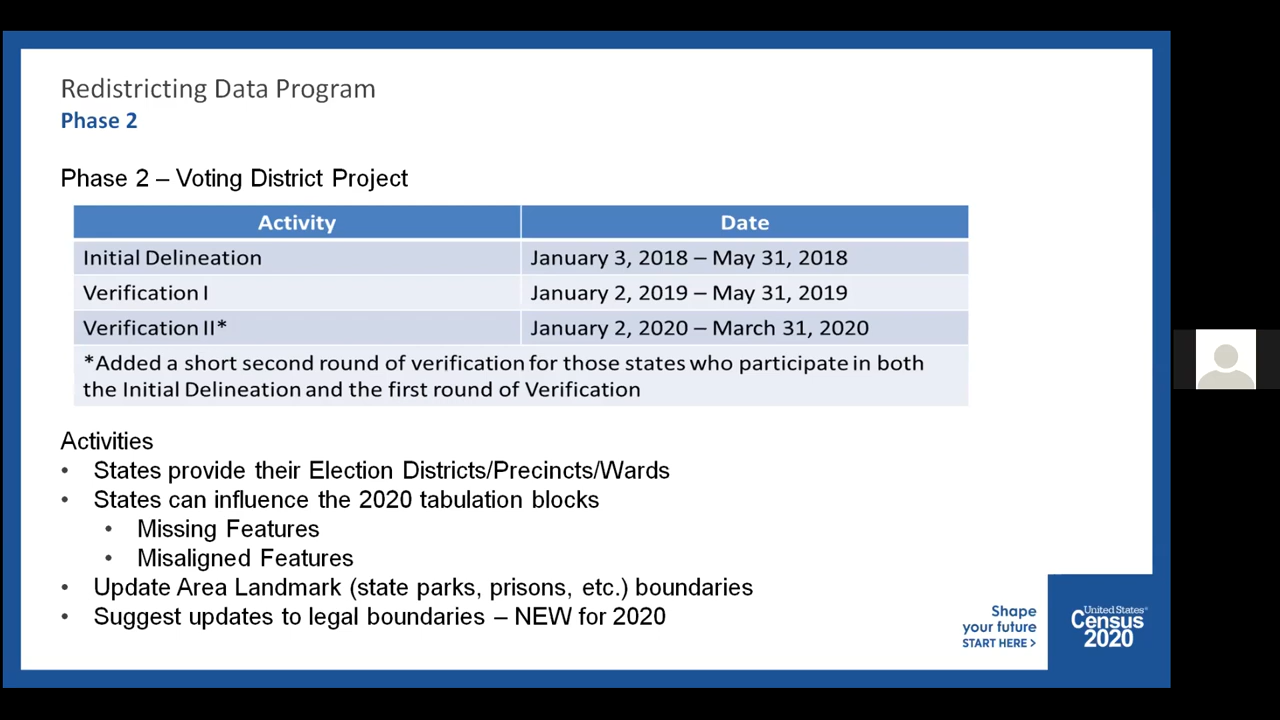 Redistricting Data Program
Phase 2
Phase 2 – Voting District Project
Activity Date
Initial Delineation January 3, 2018 – May 31, 2018
Verification I January 2, 2019 – May 31, 2019
Verification II* January 2, 2020 – March 31, 2020
*Added a short second round of verification for those states who participate in both
the Initial Delineation and the first round of Verification
Activities
• States provide their Election Districts/Precincts/Wards
• States can influence the 2020 tabulation blocks
• Missing Features
• Misaligned Features
• Update Area Landmark (state parks, prisons, etc.) boundaries
• Suggest updates to legal boundaries – NEW for 2020
Shape
your future
START HERE >
United States®
Census
2020